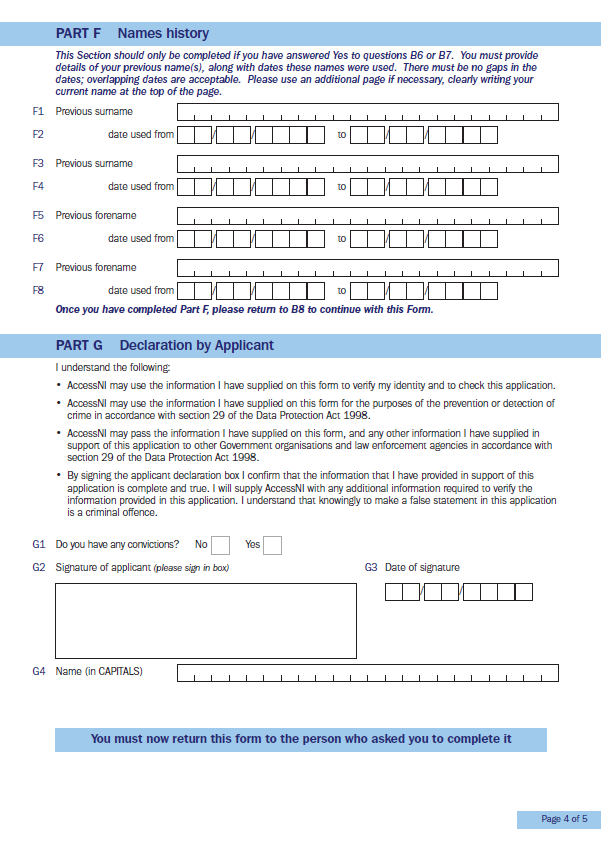 PART F Names history
This Section should only be completed if you have answered Yes to questions B6 or B7. You must provide
details of your previous name(s), along with dates these names were used. There must be no gaps in the
dates; overlapping dates are acceptable. Please use an additional page if necessary, clearly writing your
current name at the top of the page.
F1 Previous surname
F2 date used from / / to / /
F3 Previous surname
F4 date used from / / to / /
F5 Previous forename
F6 date used from / / to / /
F7 Previous forename
F8 date used from / / to / /
Once you have completed Part F, please return to B8 to continue with this Form.
PART G Declaration by Applicant
I understand the following:
• AccessNI may use the information I have supplied on this form to verify my identity and to check this application.
• AccessNI may use the information I have supplied on this form for the purposes of the prevention or detection of
crime in accordance with section 29 of the Data Protection Act 1998.
• AccessNI may pass the information I have supplied on this form, and any other information I have supplied in
support of this application to other Government organisations and law enforcement agencies in accordance with
section 29 of the Data Protection Act 1998.
• By signing the applicant declaration box I confirm that the information that I have provided in support of this
application is complete and true. I will supply AccessNI with any additional information required to verify the
information provided in this application. I understand that knowingly to make a false statement in this application
is a criminal offence.
G1 Do you have any convictions? No Yes
G2 Signature of applicant (please sign in box) G3 Date of signature
/ /
G4 Name (in CAPITALS)
You must now return this form to the person who asked you to complete it
Page 4 of 5